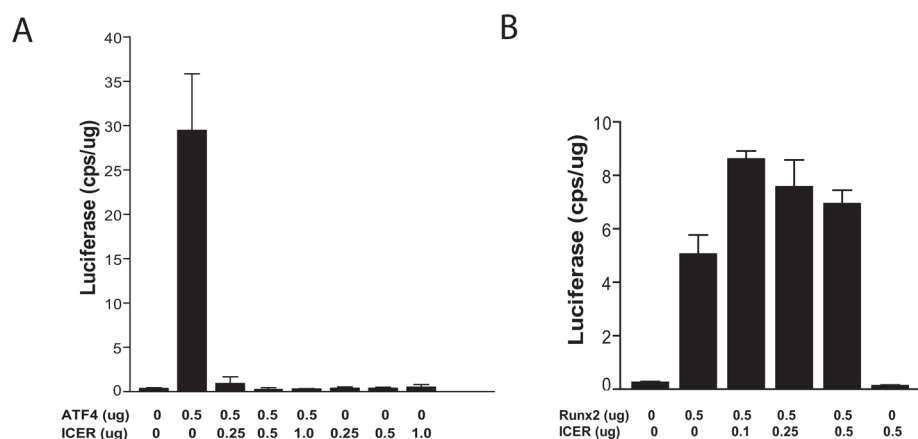 A
Luciferase (cps/ug)
40
35
30
25
20
15
10
5
0
ATF4 (ug) 0 0.5 0.5 0.5 0.5 0 0 0
ICER (ug) 0 0 0.25 0.5 1.0 0.25 0.5 1.0
B
Luciferase (cps/ug)
10
8
6
4
2
0
Runx2 (ug) 0 0.5 0.5 0.5 0.5 0
ICER (ug) 0 0 0.1 0.25 0.5 0.5